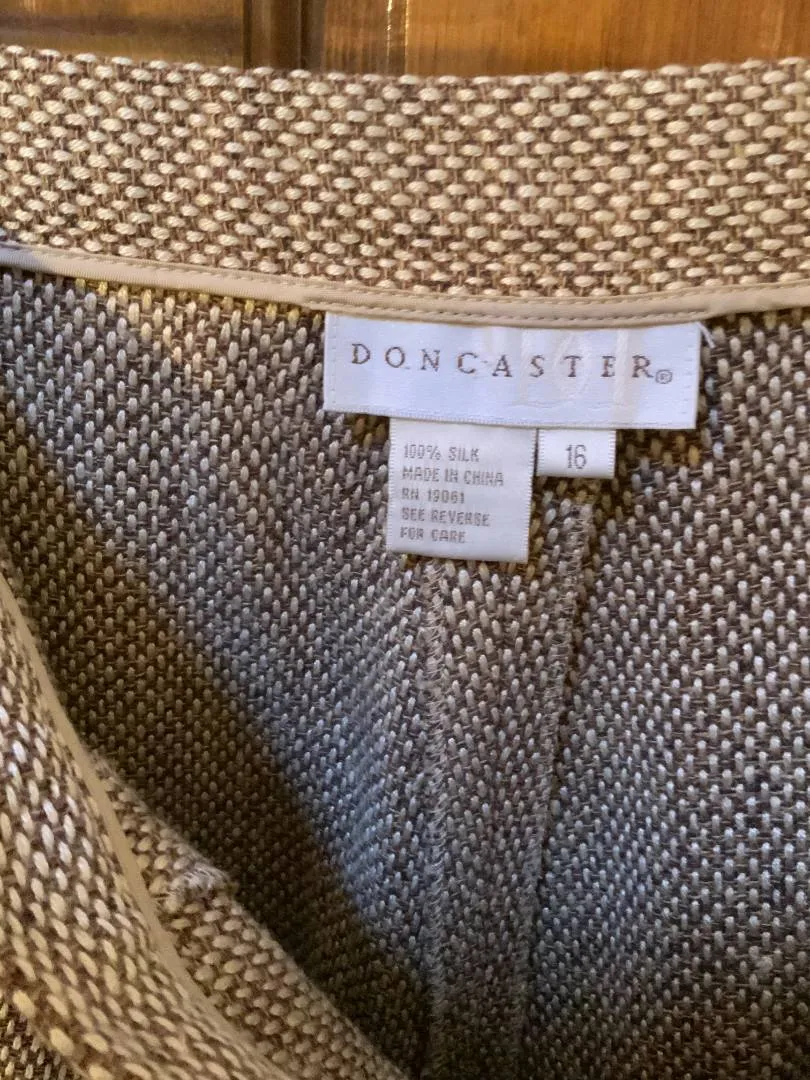 DONCASTER®
100% SILK
MADE IN CHINA
RN 19061
SEE REVERSE
FOR CARE
16